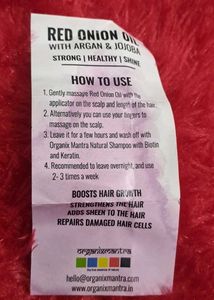 RED ONION OIL
WITH ARGAN & JOJOBA
STRONG | HEALTHY | SHINE
HOW TO USE
1. Gently massage Red Onion Oil with the
applicator on the scalp and length of the hair.
2. Alternatively you can use your fingers to
massage on the scalp.
3. Leave it for a few hours and wash off with
Organix Mantra Natural Shampoo with Biotin
and Keratin.
4. Recommended to leave overnight, and use
2-3 times a week.
BOOSTS HAIR GROWTH
STRENGTHENS THE HAIR
ADDS SHEEN TO THE HAIR
REPAIRS DAMAGED HAIR CELLS
organixmantra
hello@organixmantra.in
www.organixmantra.in